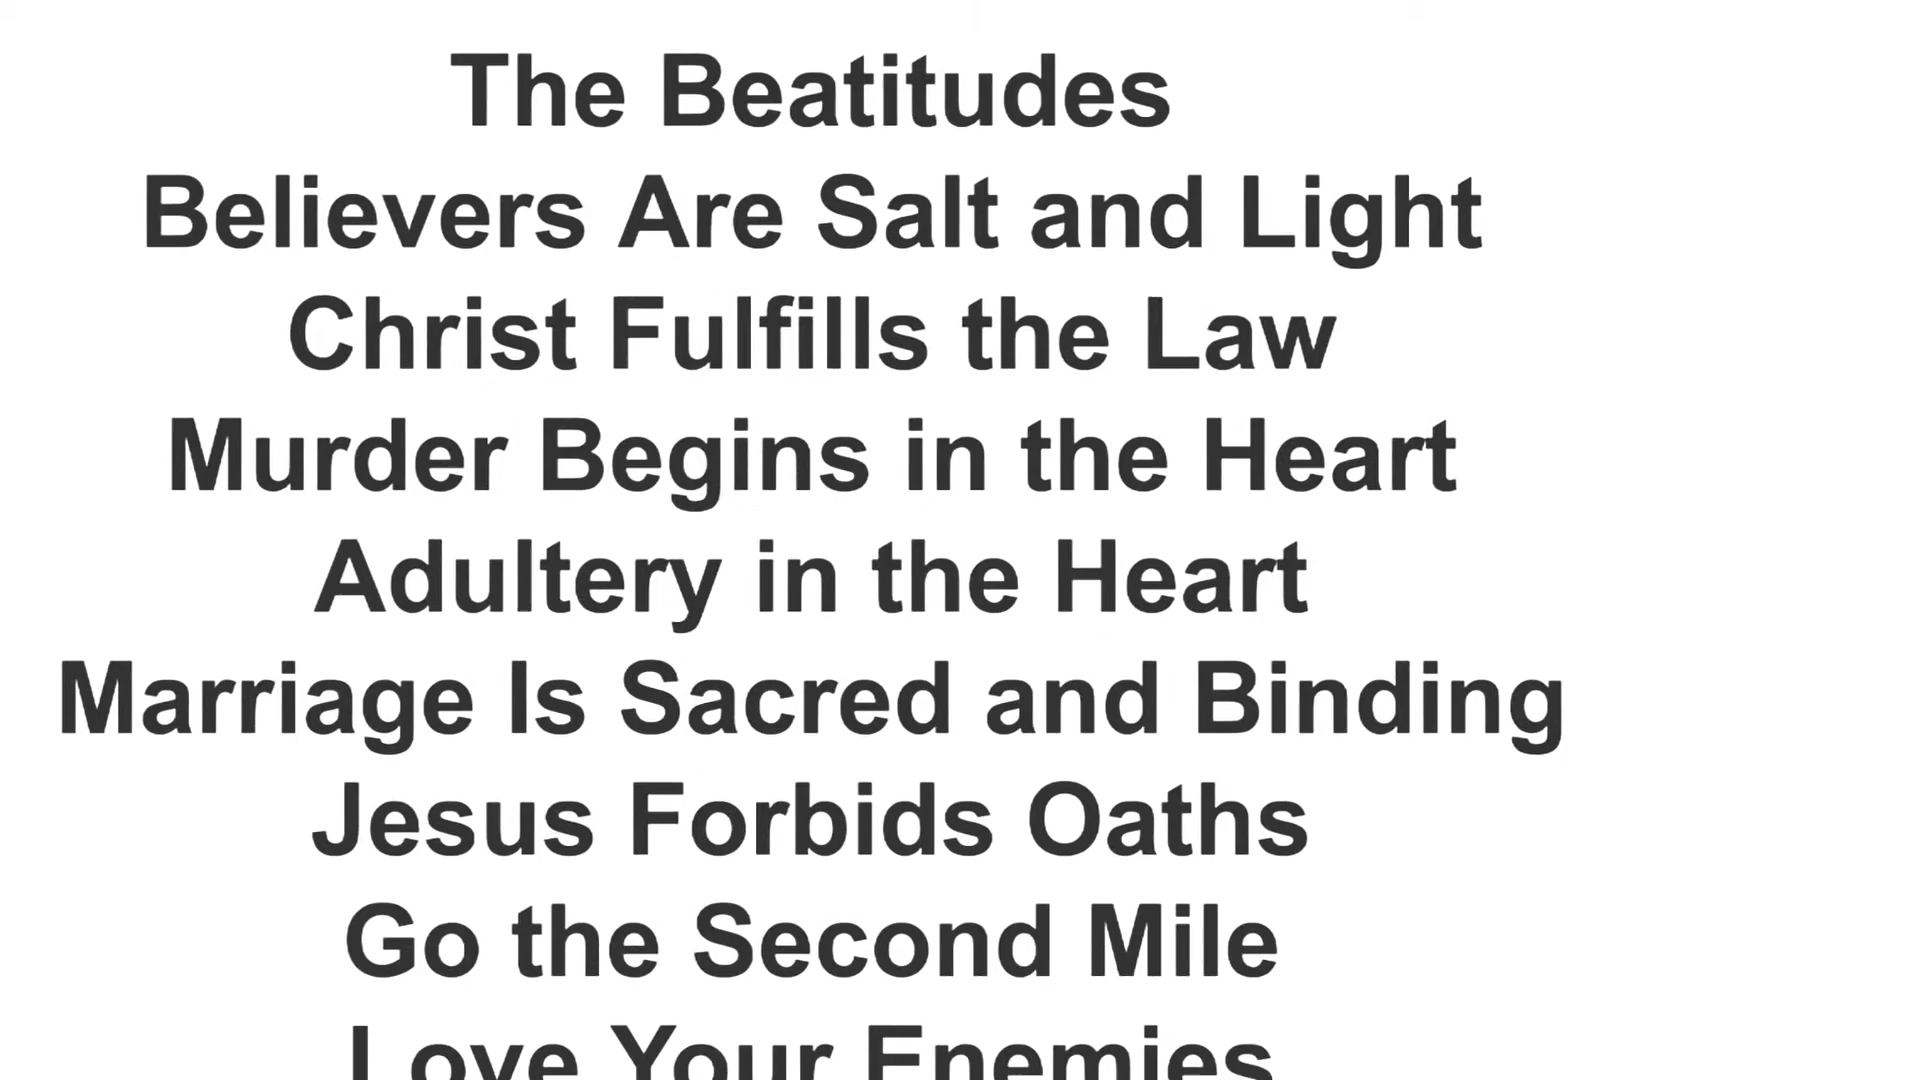 The Beatitudes
Believers Are Salt and Light
Christ Fulfills the Law
Murder Begins in the Heart
Adultery in the Heart
Marriage Is Sacred and Binding
Jesus Forbids Oaths
Go the Second Mile
Love Your Enemies